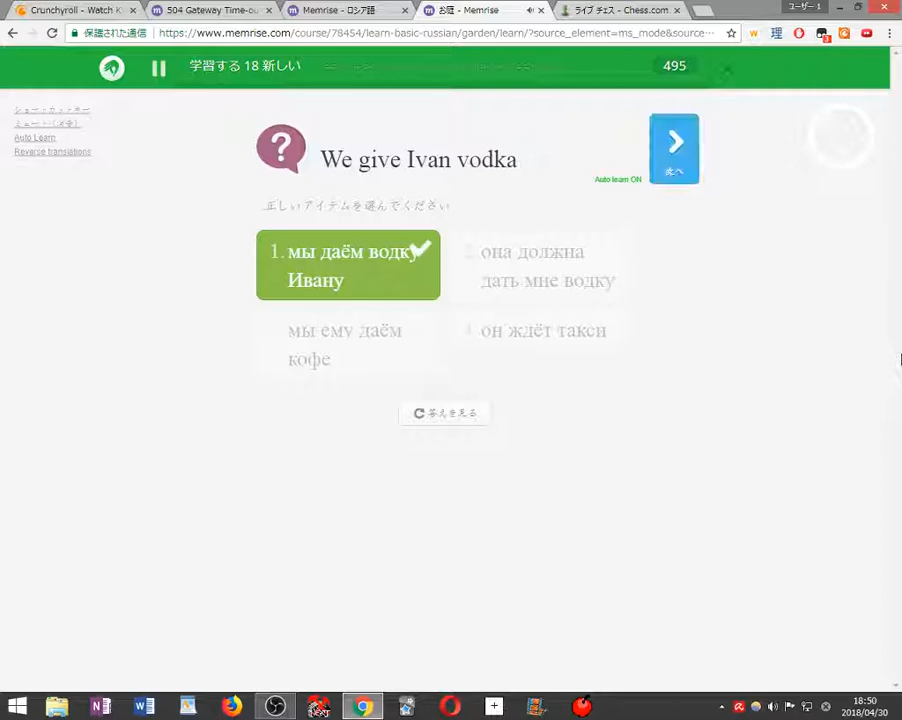 Crunchyroll - Watch K
504 Gateway Time-ou
Memrise - ロシア語
お庭 - Memrise
ライブ チェス - Chess.com
ユーザー 1
保護された通信
https://www.memrise.com/course/78454/learn-basic-russian/garden/learn/?source_element=ms_mode&source…
学習する 18 新しい
495
Auto Learn
Reverse translations
We give Ivan vodka
次へ
Auto learn ON
正しいアイテムを選んでください
1. мы даём водку
Ивану
2. она должна
дать мне водку
мы ему даём
кофе
4. он ждёт такси
答えを見る
18:50
2018/04/30